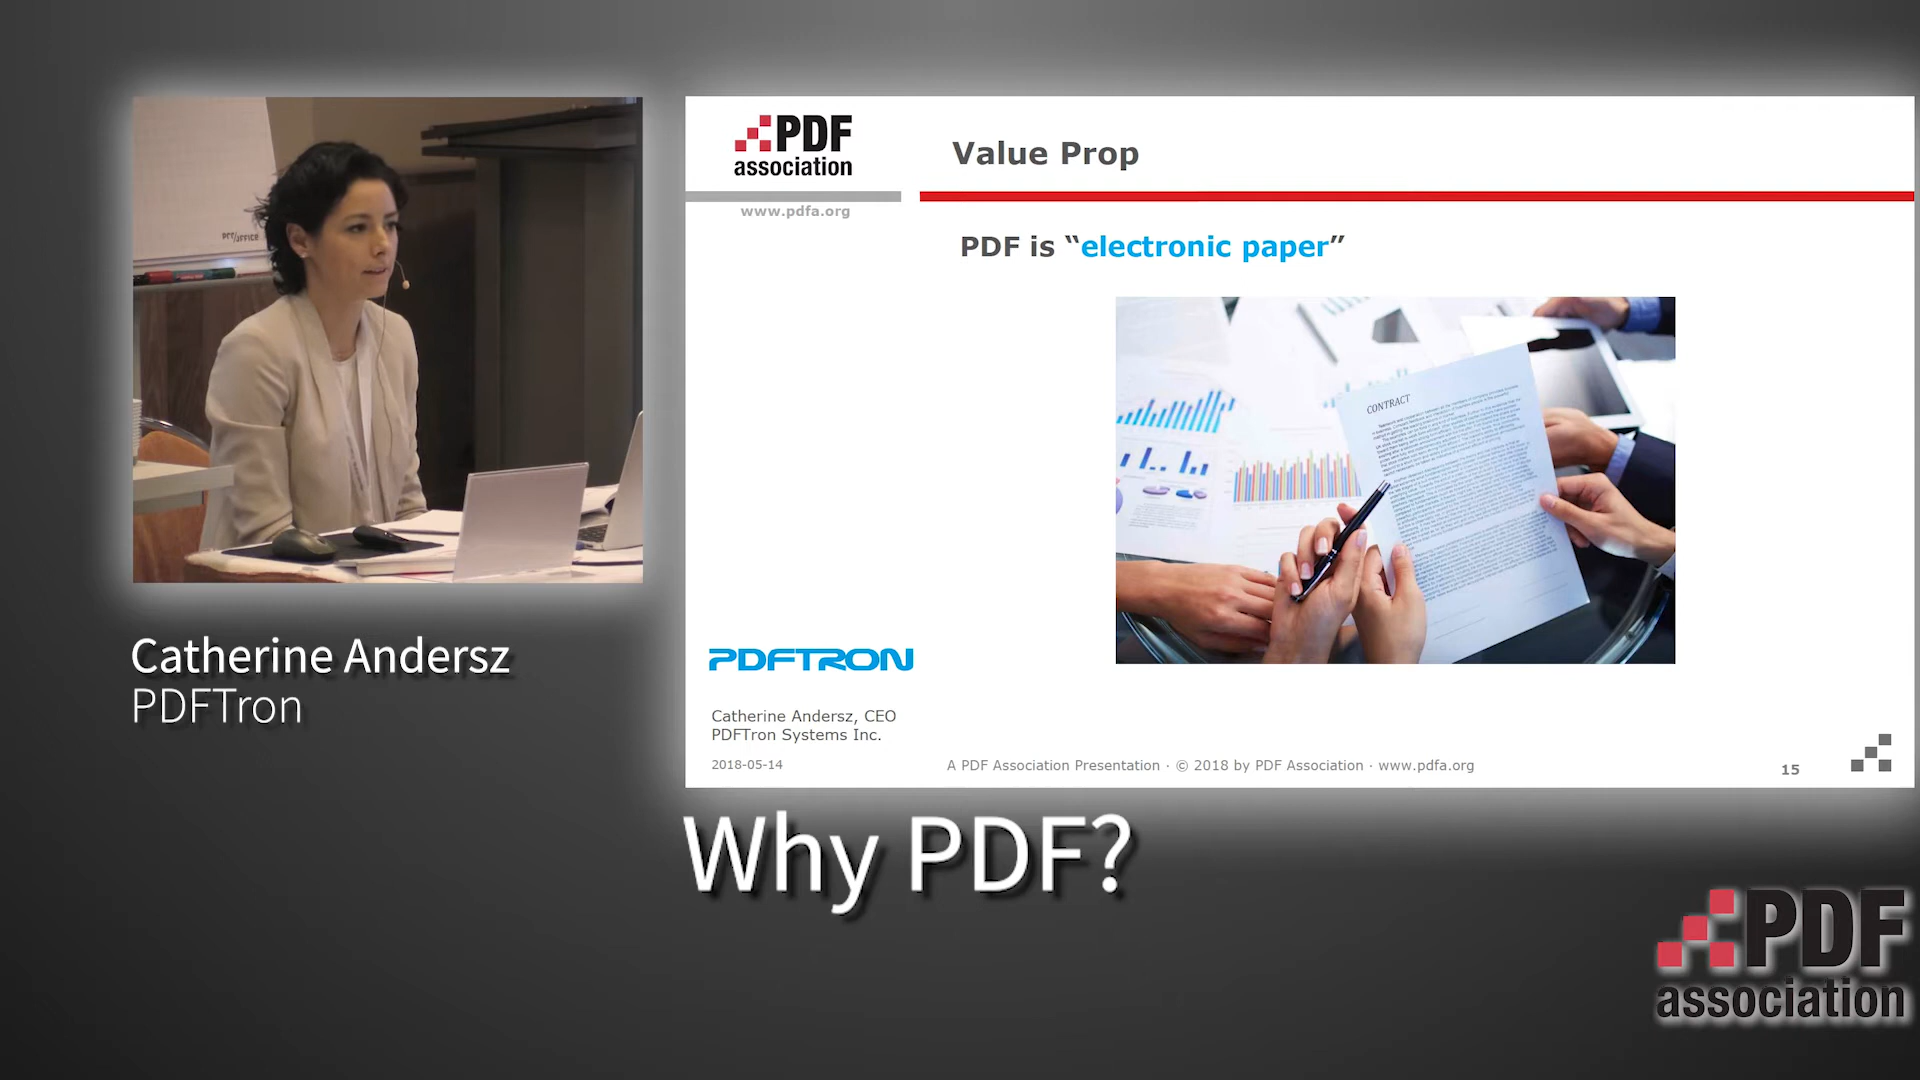 PDF
association
www.pdfa.org
Value Prop
PDF is “electronic paper”
CONTRACT
PDFTRON
Catherine Andersz, CEO
PDFTron Systems Inc.
2018-05-14
A PDF Association Presentation · © 2018 by PDF Association · www.pdfa.org
15
Catherine Andersz
PDFTron
Why PDF?
PDF
association